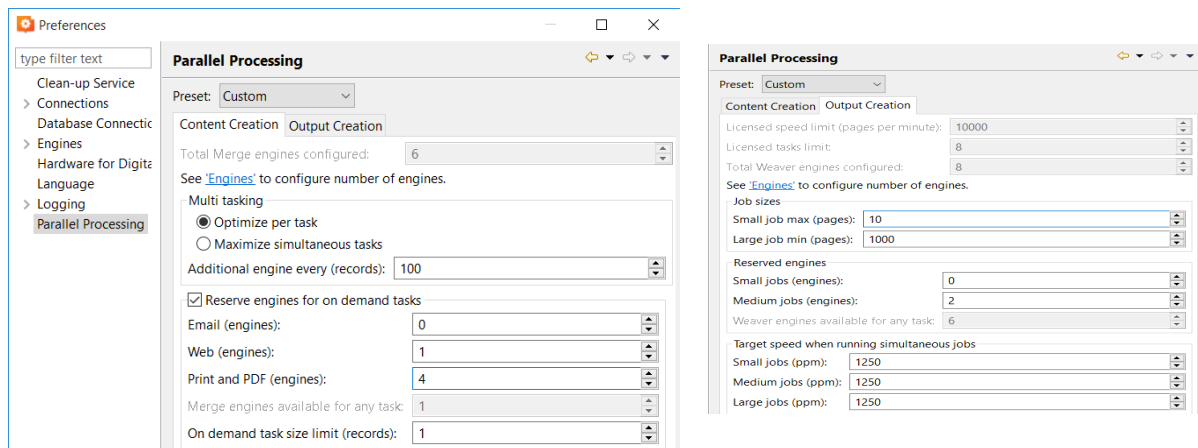 Preferences
type filter text
Clean-up Service
Connections
Database Connectic
Engines
Hardware for Digita
Language
Logging
Parallel Processing
Parallel Processing
Preset: Custom
Content Creation Output Creation
Total Merge engines configured: 6
See 'Engines' to configure number of engines.
Multi tasking
Optimize per task
Maximize simultaneous tasks
Additional engine every (records): 100
Reserve engines for on demand tasks
Email (engines): 0
Web (engines): 1
Print and PDF (engines): 4
Merge engines available for any task: 1
On demand task size limit (records): 1
Parallel Processing
Preset: Custom
Content Creation Output Creation
Licensed speed limit (pages per minute): 10000
Licensed tasks limit: 8
Total Weaver engines configured: 8
See 'Engines' to configure number of engines.
Job sizes
Small job max (pages): 10
Large job min (pages): 1000
Reserved engines
Small jobs (engines): 0
Medium jobs (engines): 2
Weaver engines available for any task: 6
Target speed when running simultaneous jobs
Small jobs (ppm): 1250
Medium jobs (ppm): 1250
Large jobs (ppm): 1250